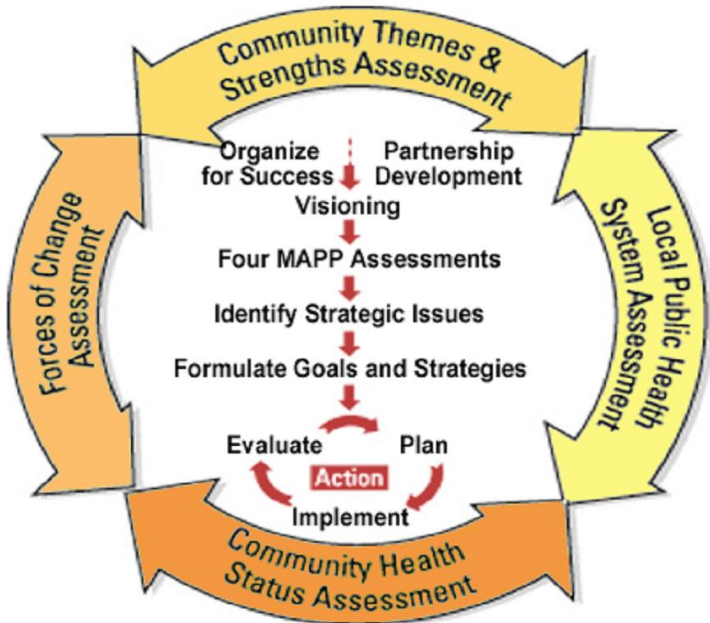 Community Themes &
Strengths Assessment
Organize
for Success
Partnership
Development
Visioning
Four MAPP Assessments
Identify Strategic Issues
Formulate Goals and Strategies
Evaluate
Plan
Action
Implement
Forces of Change
Assessment
Local Public Health
System Assessment
Community Health
Status Assessment